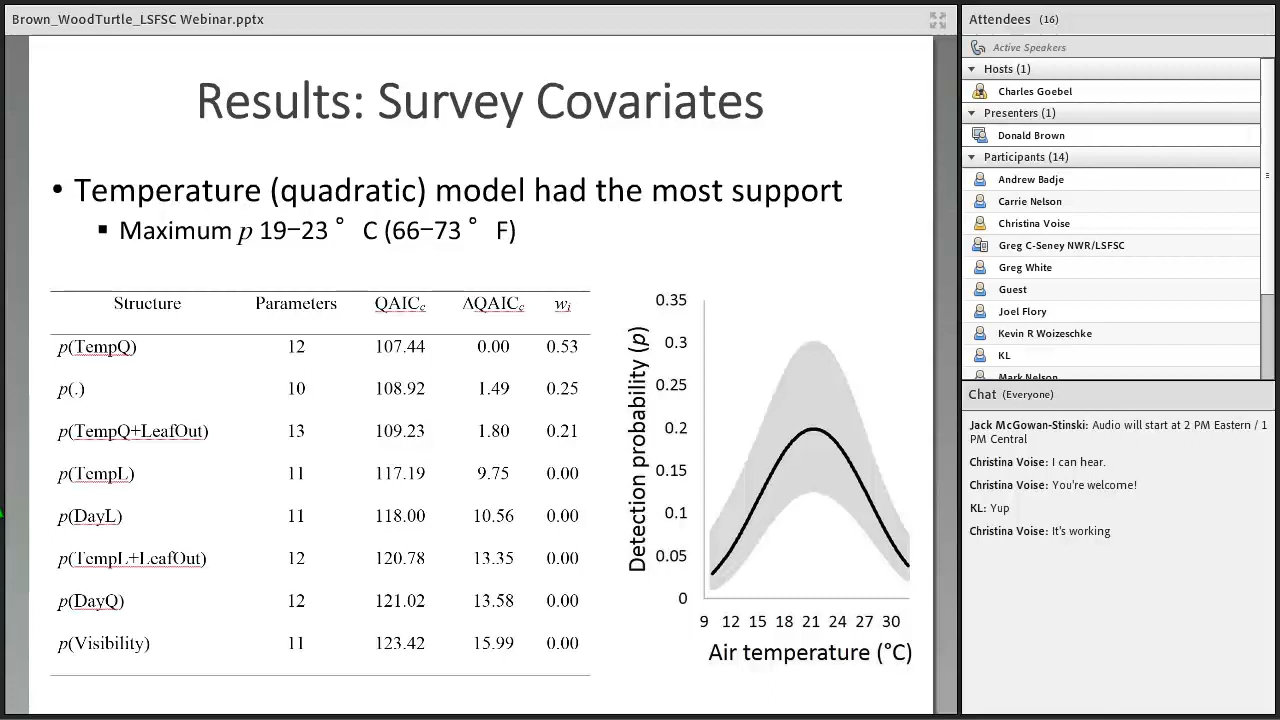 Brown_WoodTurtle_LSFSC Webinar.pptx
Results: Survey Covariates
• Temperature (quadratic) model had the most support
▪ Maximum p 19–23 ° C (66–73 ° F)
Structure Parameters QAICc ΔQAICc wi
p(TempQ) 12 107.44 0.00 0.53
p(.) 10 108.92 1.49 0.25
p(TempQ+LeafOut) 13 109.23 1.80 0.21
p(TempL) 11 117.19 9.75 0.00
p(DayL) 11 118.00 10.56 0.00
p(TempL+LeafOut) 12 120.78 13.35 0.00
p(DayQ) 12 121.02 13.58 0.00
p(Visibility) 11 123.42 15.99 0.00
Detection probability (p)
0.35
0.3
0.25
0.2
0.15
0.1
0.05
0
9 12 15 18 21 24 27 30
Air temperature (°C)
Attendees (16)
Active Speakers
Hosts (1)
Charles Goebel
Presenters (1)
Donald Brown
Participants (14)
Andrew Badje
Carrie Nelson
Christina Voise
Greg C-Seney NWR/LSFSC
Greg White
Guest
Joel Flory
Kevin R Woizeschke
KL
Mark Nelson
Chat (Everyone)
Jack McGowan-Stinski: Audio will start at 2 PM Eastern / 1
PM Central
Christina Voise: I can hear.
Christina Voise: You're welcome!
KL: Yup
Christina Voise: It's working